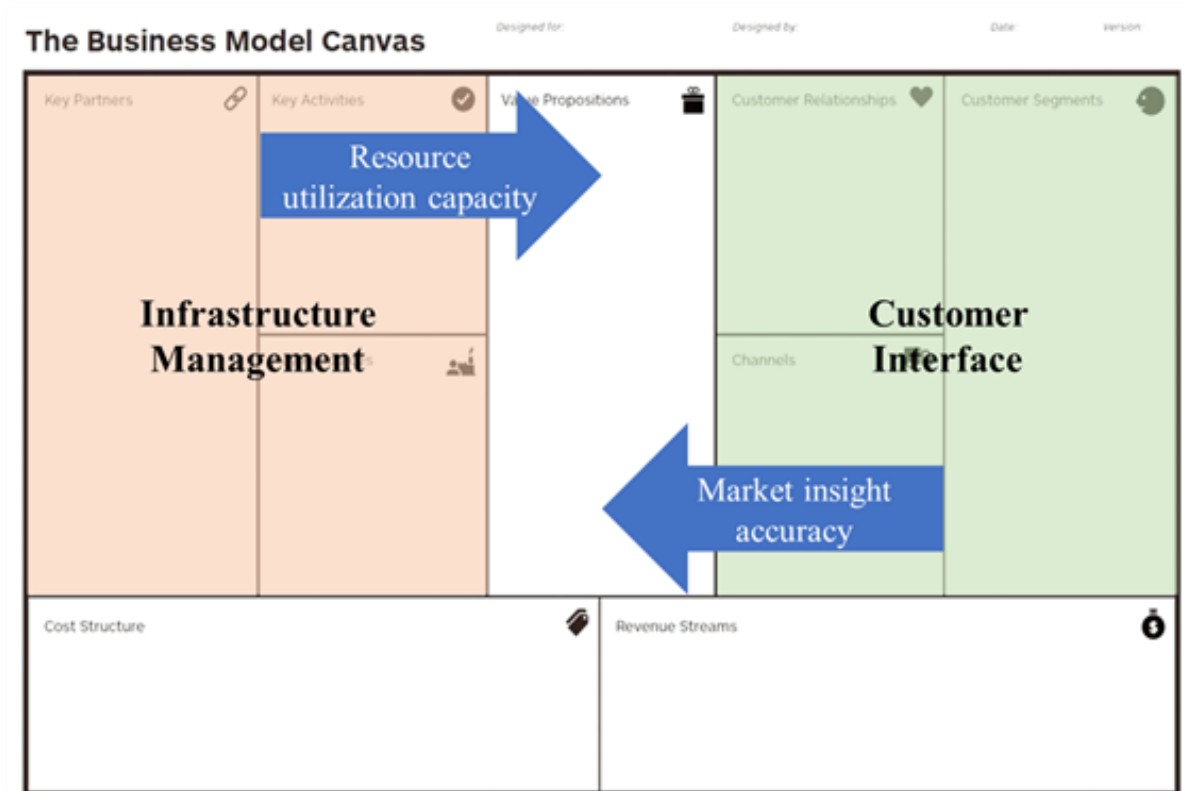 The Business Model Canvas
Designed for:
Designed by:
Date:
Version:
Key Partners
Key Activities
Value Propositions
Customer Relationships
Customer Segments
Resource
utilization capacity
Infrastructure
Management
Customer
Interface
Channels
Market insight
accuracy
Cost Structure
Revenue Streams